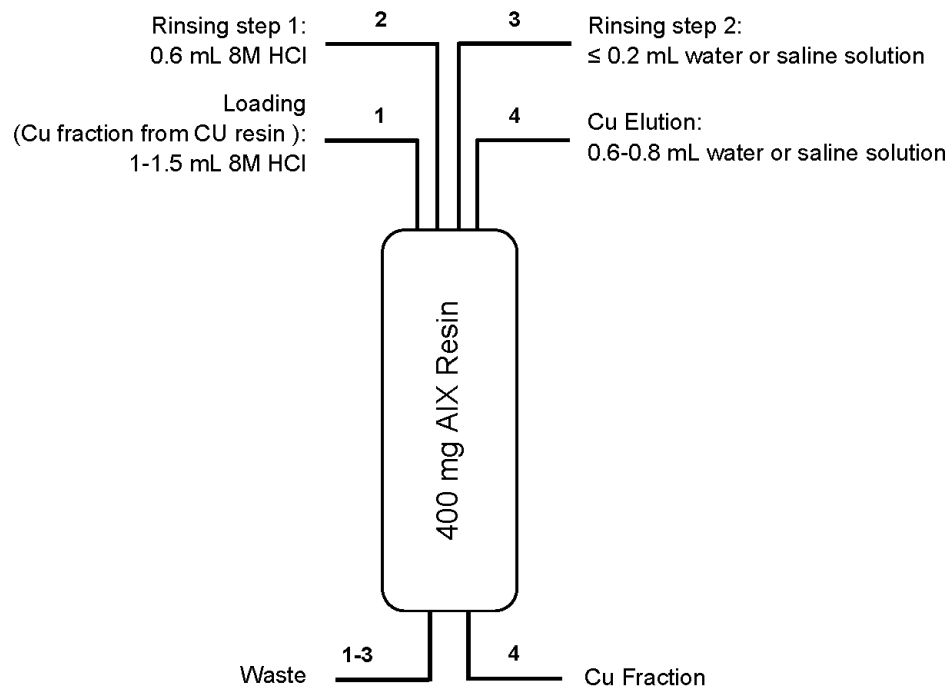 Rinsing step 1:
0.6 mL 8M HCl
2
3
Rinsing step 2:
≤ 0.2 mL water or saline solution
Loading
(Cu fraction from CU resin ):
1-1.5 mL 8M HCl
1
4
Cu Elution:
0.6-0.8 mL water or saline solution
400 mg AIX Resin
Waste
1-3
4
Cu Fraction